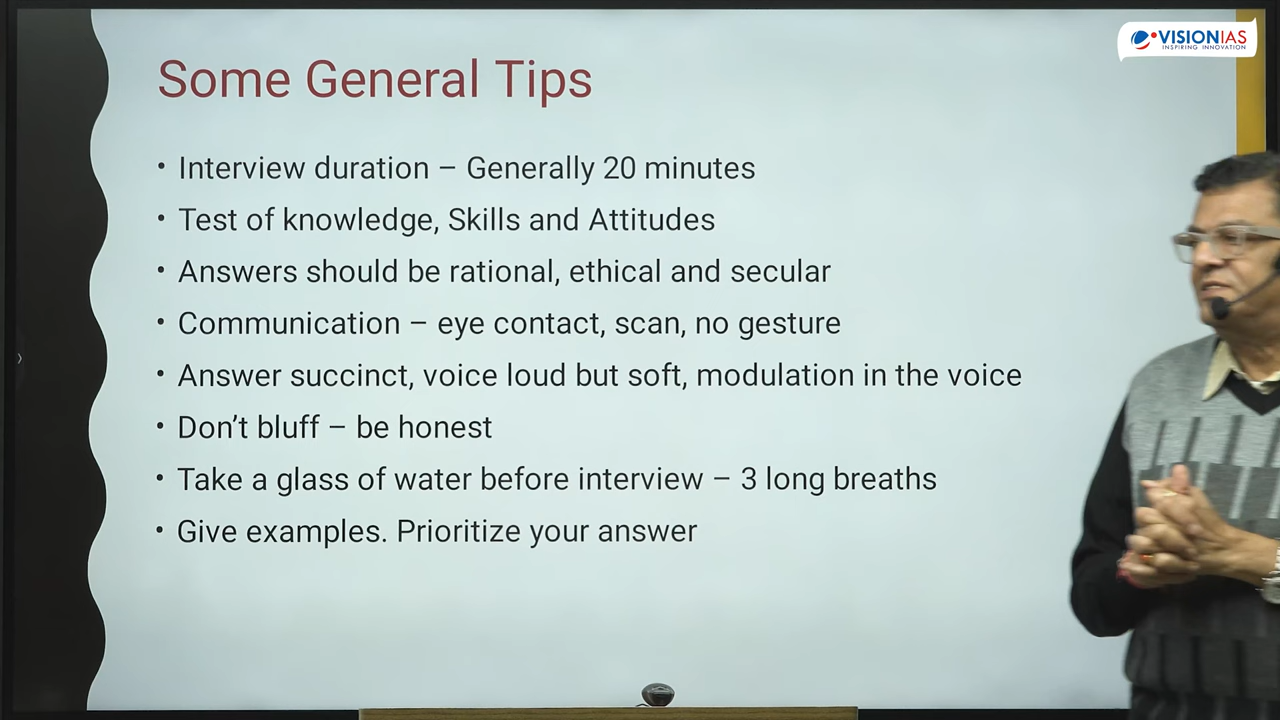 VISIONIAS
INSPIRING INNOVATION
Some General Tips
• Interview duration – Generally 20 minutes
• Test of knowledge, Skills and Attitudes
• Answers should be rational, ethical and secular
• Communication – eye contact, scan, no gesture
• Answer succinct, voice loud but soft, modulation in the voice
• Don’t bluff – be honest
• Take a glass of water before interview – 3 long breaths
• Give examples. Prioritize your answer